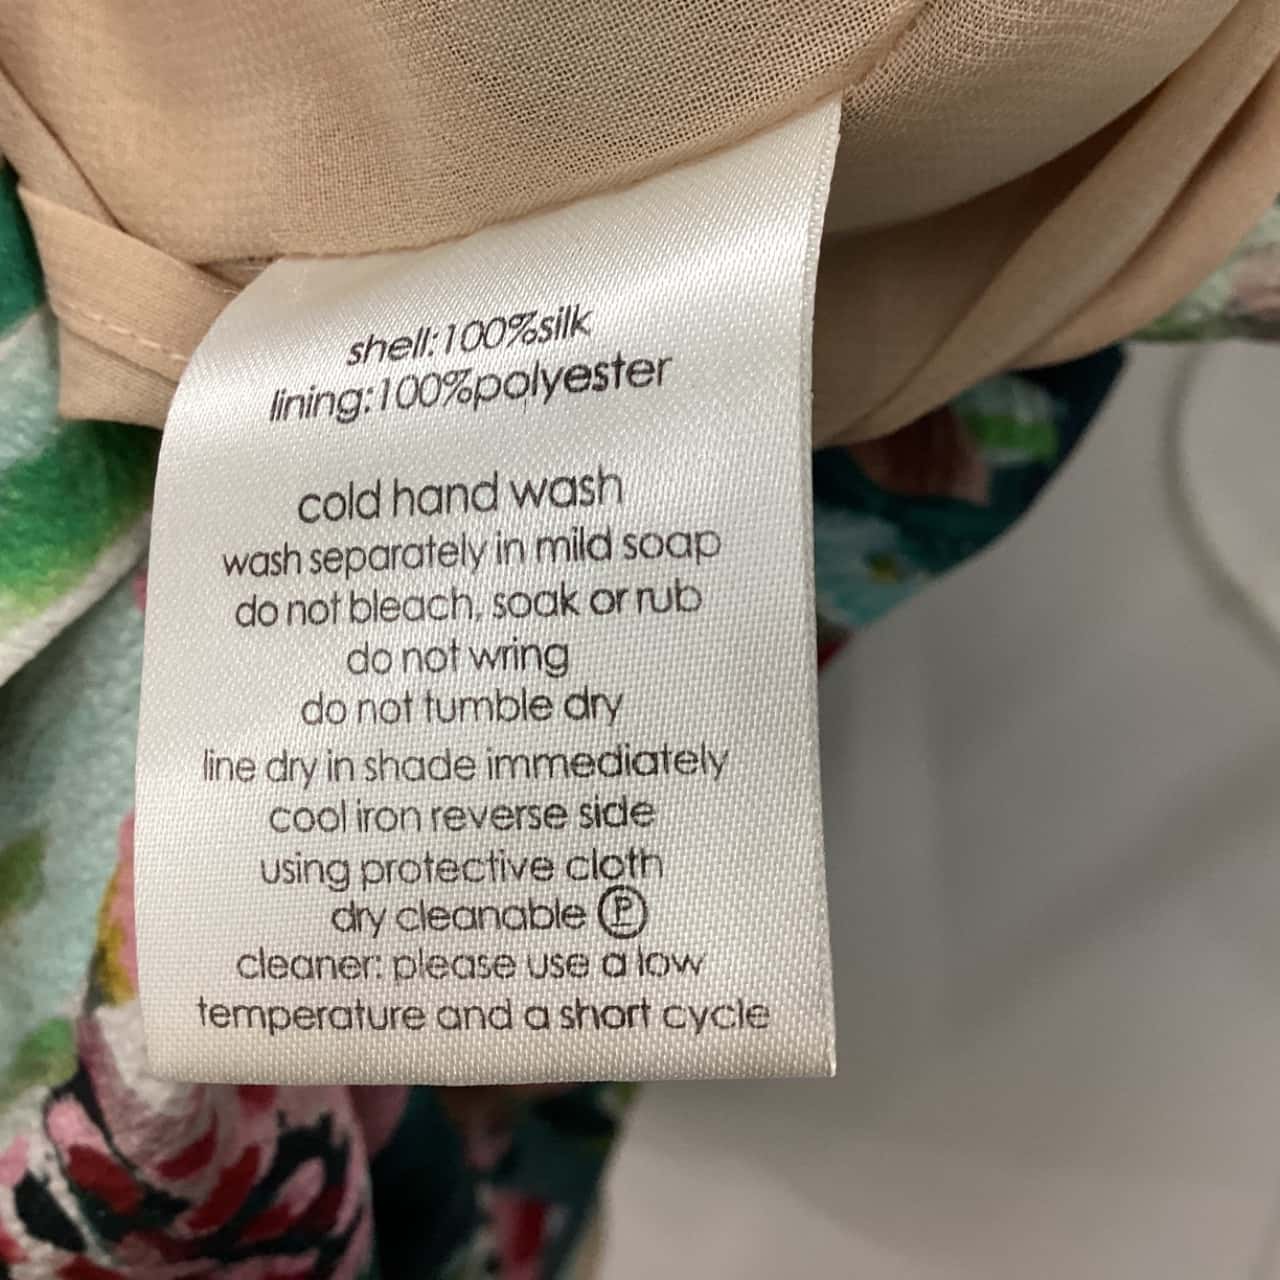 shell:100%silk
lining:100%polyester
cold hand wash
wash separately in mild soap
do not bleach, soak or rub
do not wring
do not tumble dry
line dry in shade immediately
cool iron reverse side
using protective cloth
dry cleanable P
cleaner: please use a low
temperature and a short cycle